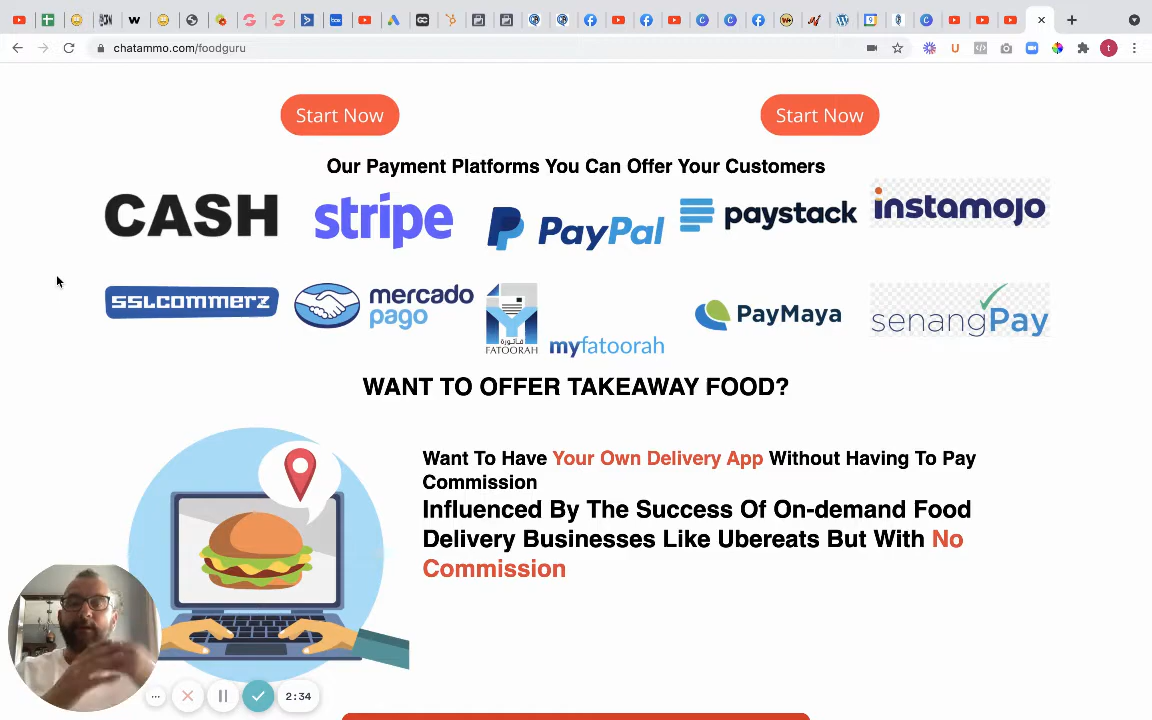 chatammo.com/foodguru
Start Now
Start Now
Our Payment Platforms You Can Offer Your Customers
CASH
stripe
PayPal
paystack
instamojo
SSLCOMMERZ
mercado
pago
فاتورة
FATOORAH
myfatoorah
PayMaya
senangPay
WANT TO OFFER TAKEAWAY FOOD?
Want To Have Your Own Delivery App Without Having To Pay
Commission
Influenced By The Success Of On-demand Food
Delivery Businesses Like Ubereats But With No
Commission
2:34